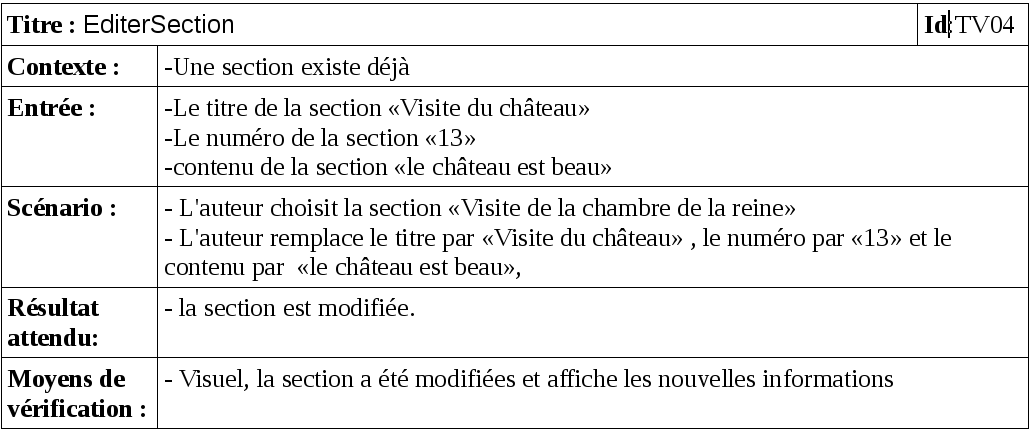 Titre : EditerSection Id:TV04
Contexte : -Une section existe déjà
Entrée : -Le titre de la section «Visite du château»
-Le numéro de la section «13»
-contenu de la section «le château est beau»
Scénario : - L'auteur choisit la section «Visite de la chambre de la reine»
- L'auteur remplace le titre par «Visite du château» , le numéro par «13» et le
contenu par «le château est beau»,
Résultat - la section est modifiée.
attendu:
Moyens de - Visuel, la section a été modifiées et affiche les nouvelles informations
vérification :